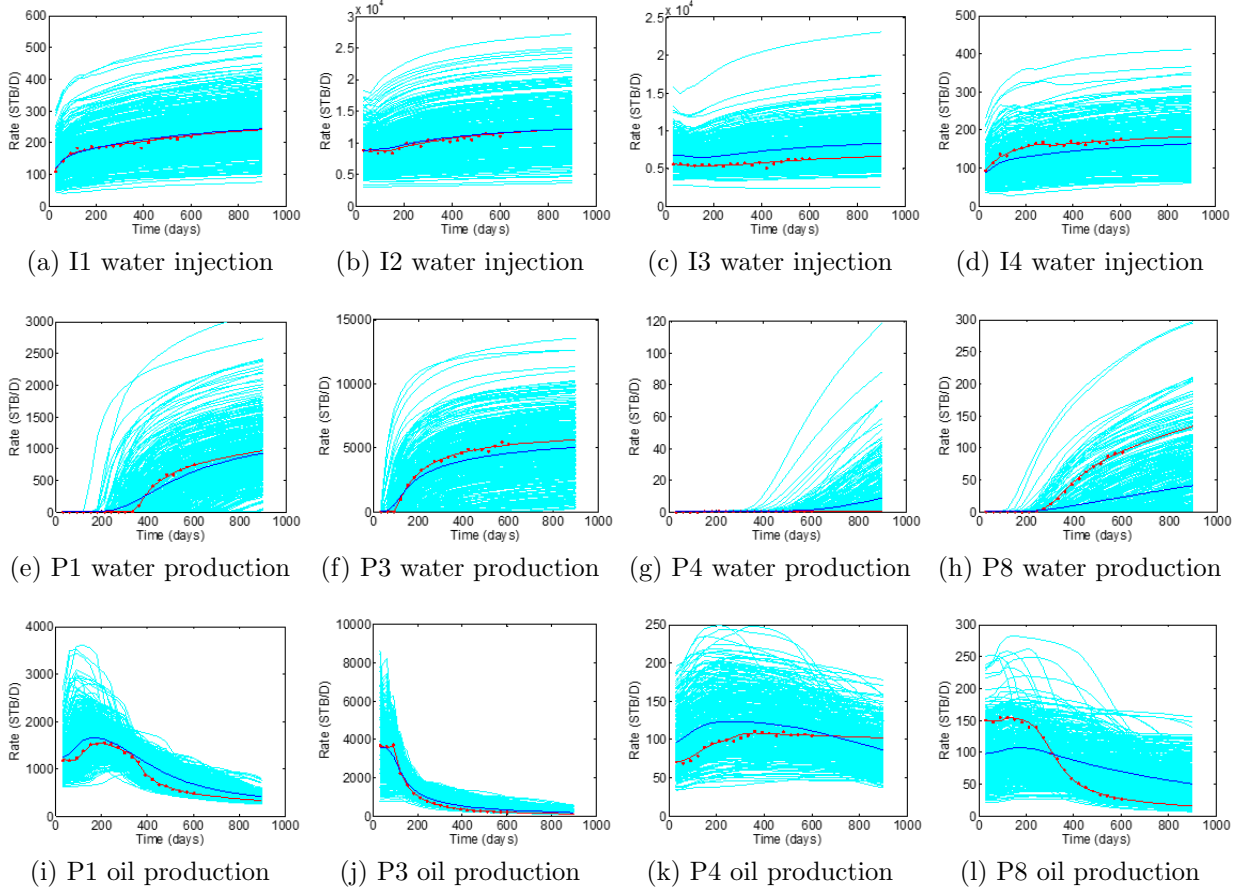 600
500
400
300
200
100
0
0 200 400 600 800 1000
Rate (STB/D)
Time (days)
(a) I1 water injection
x 10^4
3
2.5
2
1.5
1
0.5
0
0 200 400 600 800 1000
Rate (STB/D)
Time (days)
(b) I2 water injection
x 10^4
2.5
2
1.5
1
0.5
0
0 200 400 600 800 1000
Rate (STB/D)
Time (days)
(c) I3 water injection
500
400
300
200
100
0
0 200 400 600 800 1000
Rate (STB/D)
Time (days)
(d) I4 water injection
3000
2500
2000
1500
1000
500
0
0 200 400 600 800 1000
Rate (STB/D)
Time (days)
(e) P1 water production
15000
10000
5000
0
0 200 400 600 800 1000
Rate (STB/D)
Time (days)
(f) P3 water production
120
100
80
60
40
20
0
0 200 400 600 800 1000
Rate (STB/D)
Time (days)
(g) P4 water production
300
250
200
150
100
50
0
0 200 400 600 800 1000
Rate (STB/D)
Time (days)
(h) P8 water production
4000
3000
2000
1000
0
0 200 400 600 800 1000
Rate (STB/D)
Time (days)
(i) P1 oil production
10000
8000
6000
4000
2000
0
0 200 400 600 800 1000
Rate (STB/D)
Time (days)
(j) P3 oil production
250
200
150
100
50
0
0 200 400 600 800 1000
Rate (STB/D)
Time (days)
(k) P4 oil production
300
250
200
150
100
50
0
0 200 400 600 800 1000
Rate (STB/D)
Time (days)
(l) P8 oil production